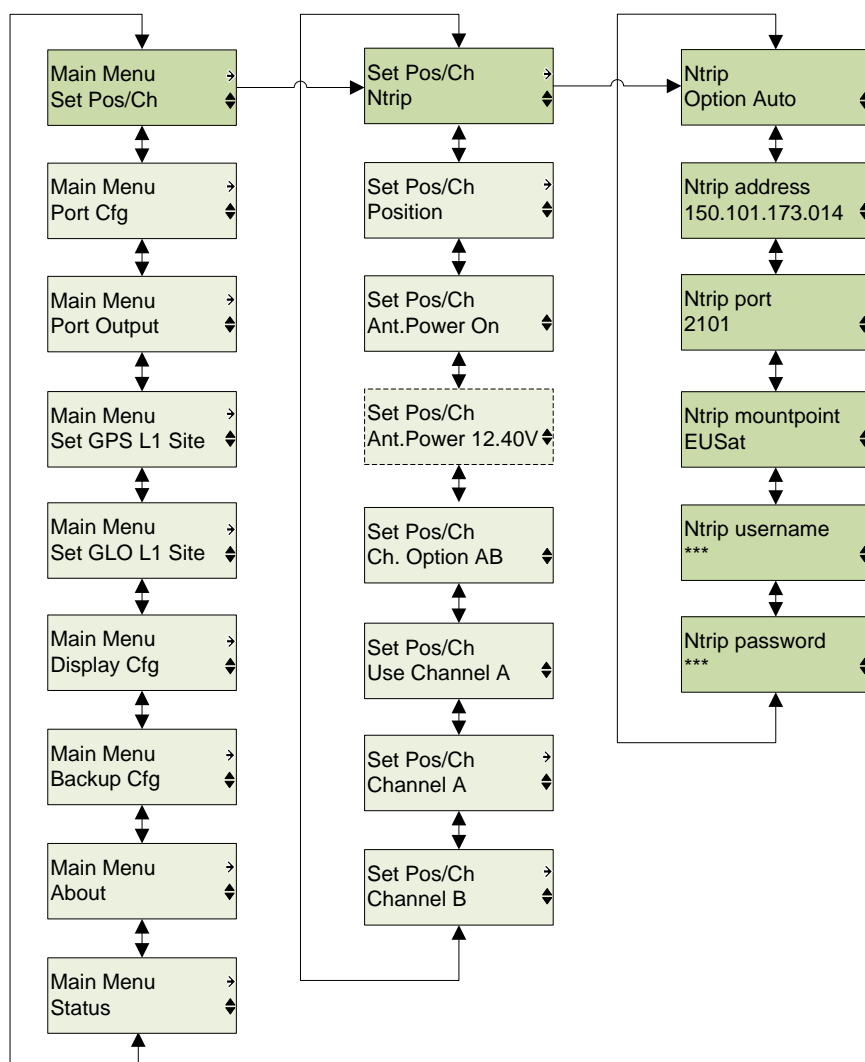 Main Menu
Set Pos/Ch
Main Menu
Port Cfg
Main Menu
Port Output
Main Menu
Set GPS L1 Site
Main Menu
Set GLO L1 Site
Main Menu
Display Cfg
Main Menu
Backup Cfg
Main Menu
About
Main Menu
Status
Set Pos/Ch
Ntrip
Set Pos/Ch
Position
Set Pos/Ch
Ant.Power On
Set Pos/Ch
Ant.Power 12.40V
Set Pos/Ch
Ch. Option AB
Set Pos/Ch
Use Channel A
Set Pos/Ch
Channel A
Set Pos/Ch
Channel B
Ntrip
Option Auto
Ntrip address
150.101.173.014
Ntrip port
2101
Ntrip mountpoint
EUSat
Ntrip username
***
Ntrip password
***